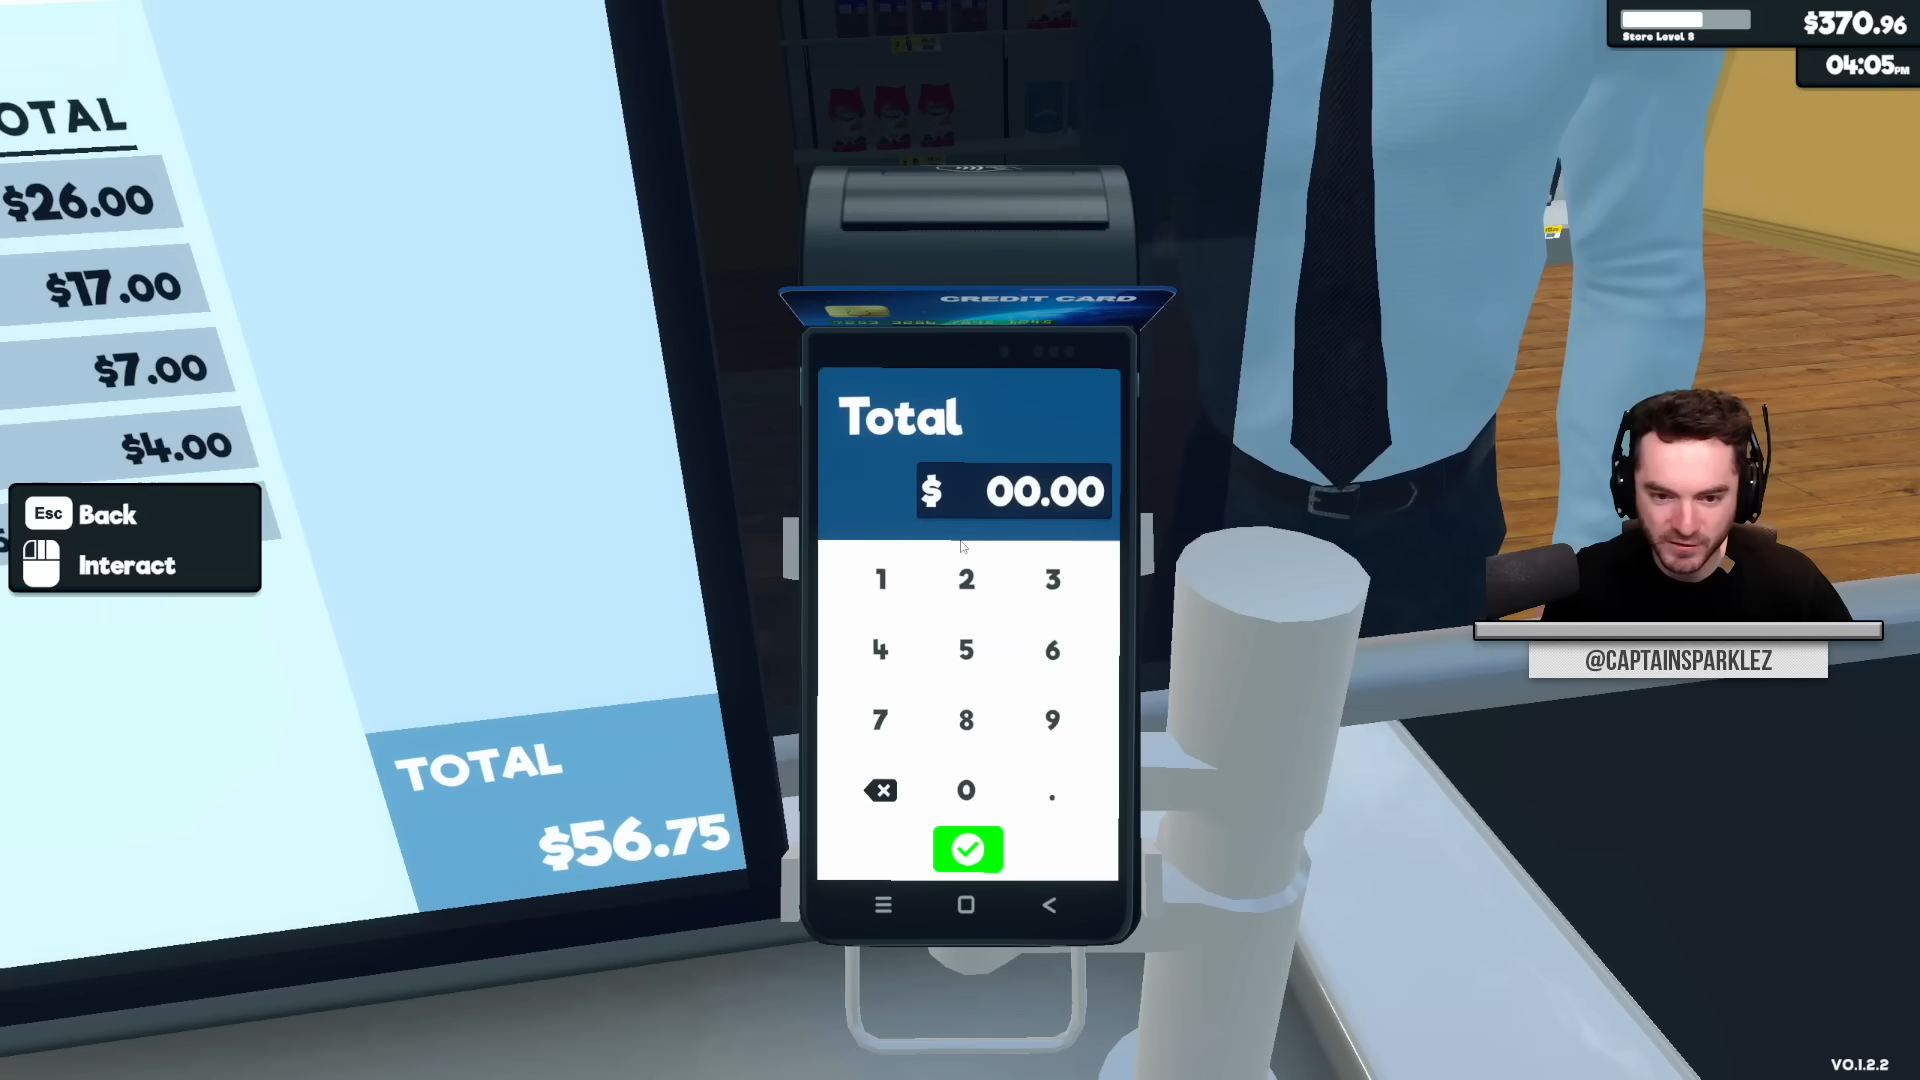 Store Level 8
$370.96
04:05PM
OTAL
$26.00
$17.00
$7.00
$4.00
Esc Back
Interact
TOTAL
$56.75
CREDIT CARD
Total
$ 00.00
1 2 3
4 5 6
7 8 9
0 .
@CAPTAINSPARKLEZ
V0.1.2.2